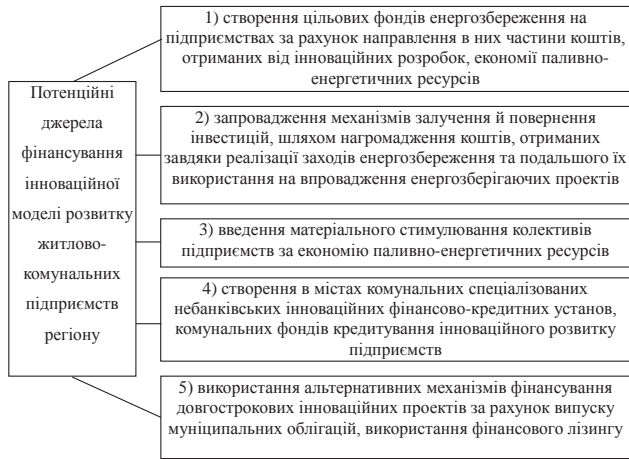 Потенційні
джерела
фінансування
інноваційної
моделі розвитку
житлово-
комунальних
підприємств
регіону
1) створення цільових фондів енергозбереження на
підприємствах за рахунок направлення в них частини коштів,
отриманих від інноваційних розробок, економії паливно-
енергетичних ресурсів
2) запровадження механізмів залучення й повернення
інвестицій, шляхом нагромадження коштів, отриманих
завдяки реалізації заходів енергозбереження та подальшого їх
використання на впровадження енергозберігаючих проектів
3) введення матеріального стимулювання колективів
підприємств за економію паливно-енергетичних ресурсів
4) створення в містах комунальних спеціалізованих
небанківських інноваційних фінансово-кредитних установ,
комунальних фондів кредитування інноваційного розвитку
підприємств
5) використання альтернативних механізмів фінансування
довгострокових інноваційних проектів за рахунок випуску
муніципальних облігацій, використання фінансового лізингу